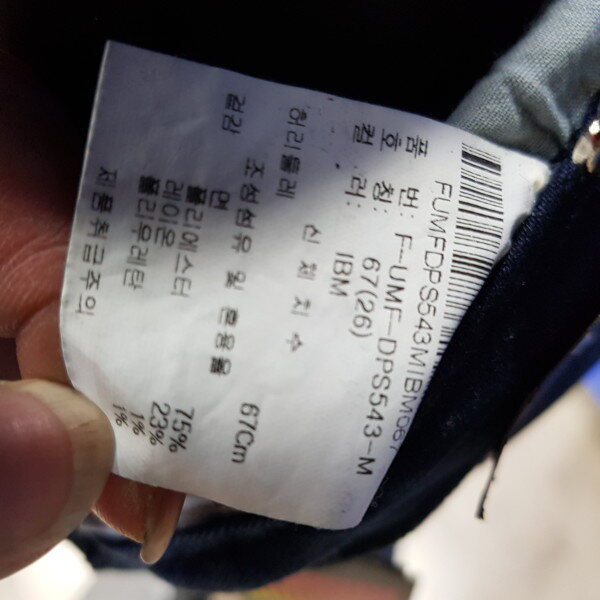 FUMFDPS543MIBM067
품 번: F-UMF-DPS543-M
호 칭: 67(26)
컬 러: IBM
신체치수
허리둘레 67Cm
조성섬유 및 혼용율
겉감 면 75%
폴리에스터 23%
레이온 1%
폴리우레탄 1%
제품취급주의